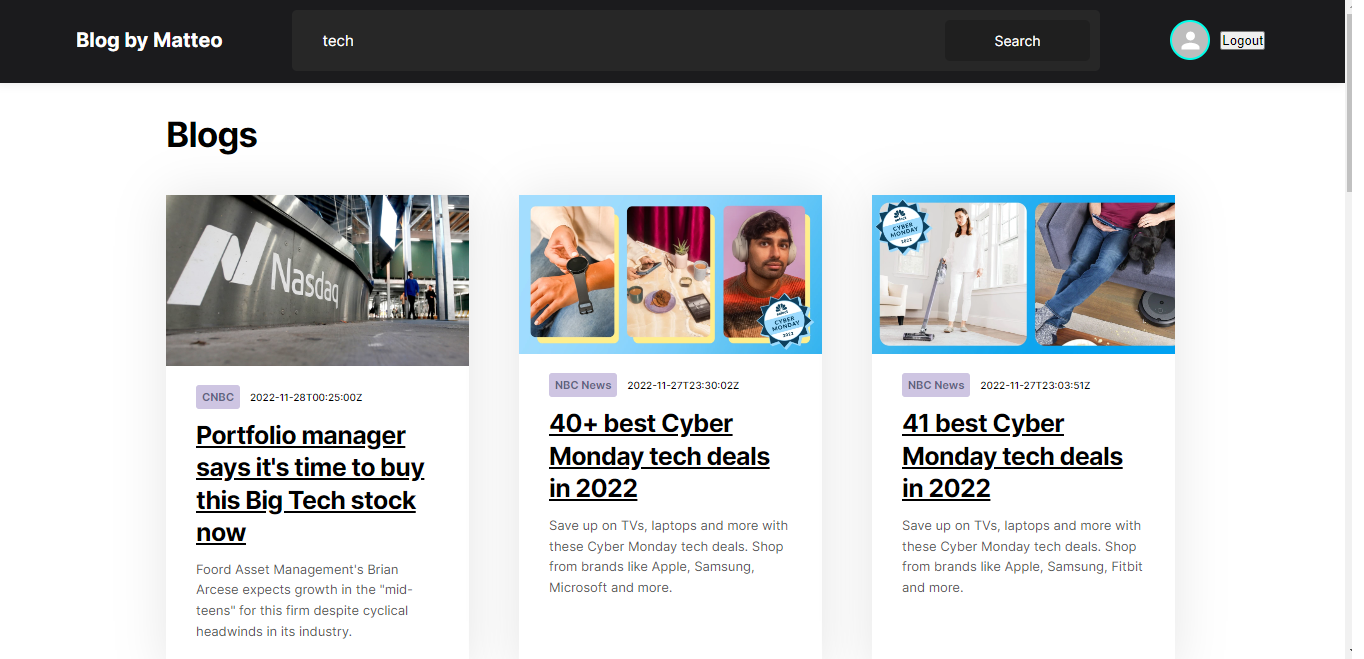 Blog by Matteo
tech
Search
Logout
Blogs
Nasdaq
CYBER
MONDAY
2022
CYBER
MONDAY
2022
CNBC
2022-11-28T00:25:00Z
Portfolio manager
says it's time to buy
this Big Tech stock
now
Foord Asset Management's Brian
Arcese expects growth in the "mid-
teens" for this firm despite cyclical
headwinds in its industry.
NBC News
2022-11-27T23:30:02Z
40+ best Cyber
Monday tech deals
in 2022
Save up on TVs, laptops and more with
these Cyber Monday tech deals. Shop
from brands like Apple, Samsung,
Microsoft and more.
NBC News
2022-11-27T23:03:51Z
41 best Cyber
Monday tech deals
in 2022
Save up on TVs, laptops and more with
these Cyber Monday tech deals. Shop
from brands like Apple, Samsung, Fitbit
and more.